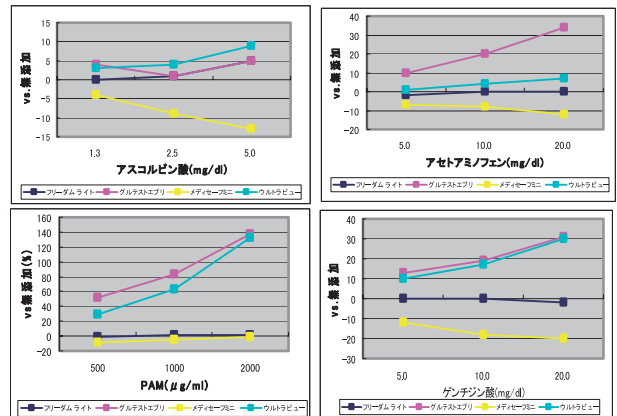 15
10
5
0
-5
-10
-15
vs.無添加
1.3 2.5 5.0
アスコルビン酸(mg/dl)
フリーダム ライト グルテストエブリ メディセーフミニ ウルトラビュー
40
30
20
10
0
-10
-20
vs.無添加
5.0 10.0 20.0
アセトアミノフェン(mg/dl)
フリーダム ライト グルテストエブリ メディセーフミニ ウルトラビュー
160
140
120
100
80
60
40
20
0
-20
vs無添加(%)
500 1000 2000
PAM(μg/ml)
フリーダム ライト グルテストエブリ メディセーフミニ ウルトラビュー
40
30
20
10
0
-10
-20
-30
vs.無添加
5.0 10.0 20.0
ゲンチジン酸(mg/dl)
フリーダム ライト グルテストエブリ メディセーフミニ ウルトラビュー